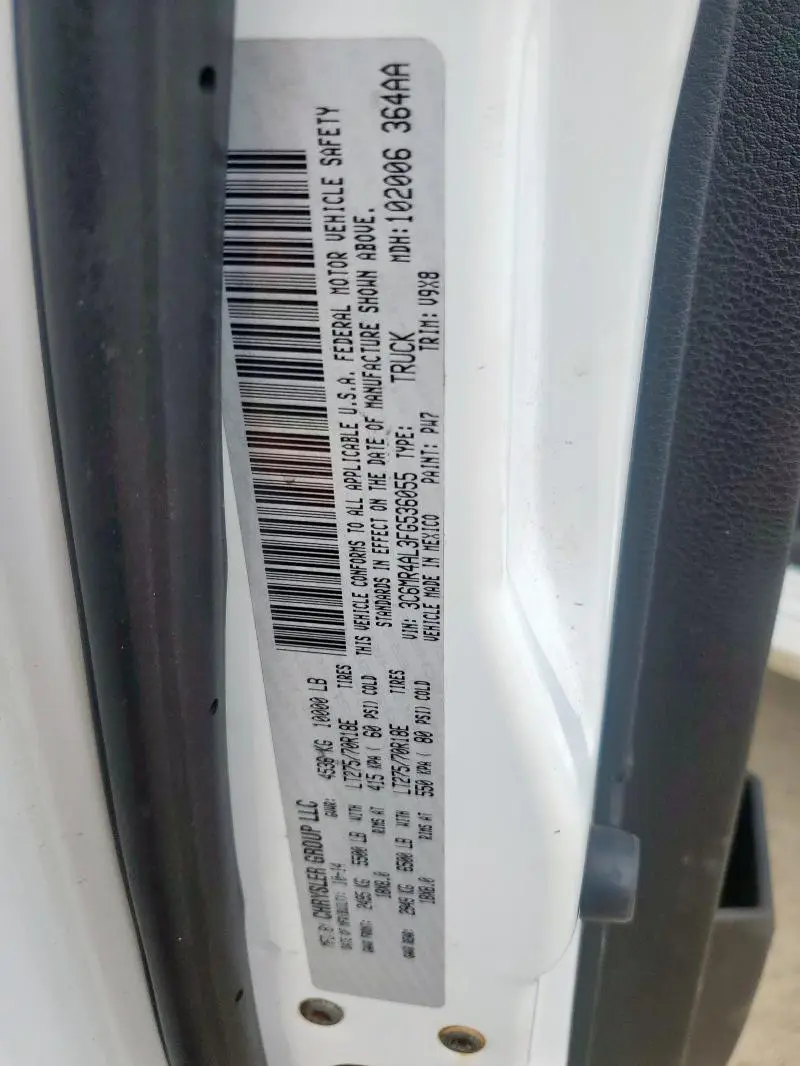 MFD BY: CHRYSLER GROUP LLC
DATE OF MFG: 10-14 GVWR: 4536 KG 10000 LB
GAWR FRONT: 2495 KG 5500 LB WITH LT275/70R18E TIRES
18X8.0 RIMS AT 415 KPA ( 60 PSI) COLD
GAWR REAR: 2945 KG 6500 LB WITH LT275/70R18E TIRES
18X8.0 RIMS AT 550 KPA ( 80 PSI) COLD
THIS VEHICLE CONFORMS TO ALL APPLICABLE U.S.A. FEDERAL MOTOR VEHICLE SAFETY
STANDARDS IN EFFECT ON THE DATE OF MANUFACTURE SHOWN ABOVE.
VIN: 3C6MR4AL3FG536055 TYPE: TRUCK MDH:102006 364AA
VEHICLE MADE IN MEXICO PAINT: PW7 TRIM: V9X8